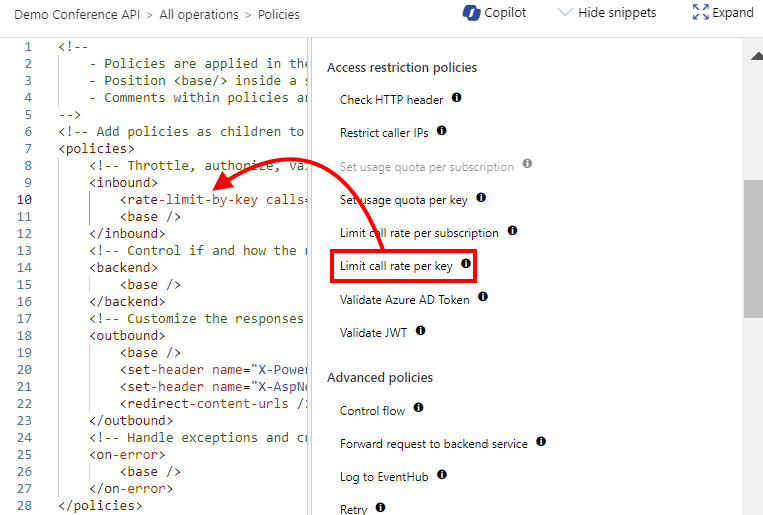 Demo Conference API > All operations > Policies
Copilot
Hide snippets
Expand
1 <!--
2 - Policies are applied in the
3 - Position <base/> inside a s
4 - Comments within policies ar
5 -->
6 <!-- Add policies as children to
7 <policies>
8 <!-- Throttle, authorize, va
9 <inbound>
10 <rate-limit-by-key calls=
11 <base />
12 </inbound>
13 <!-- Control if and how the r
14 <backend>
15 <base />
16 </backend>
17 <!-- Customize the responses
18 <outbound>
19 <base />
20 <set-header name="X-Power
21 <set-header name="X-AspNe
22 <redirect-content-urls />
23 </outbound>
24 <!-- Handle exceptions and cu
25 <on-error>
26 <base />
27 </on-error>
28 </policies>
Access restriction policies
Check HTTP header
Restrict caller IPs
Set usage quota per subscription
Set usage quota per key
Limit call rate per subscription
Limit call rate per key
Validate Azure AD Token
Validate JWT
Advanced policies
Control flow
Forward request to backend service
Log to EventHub
Retry